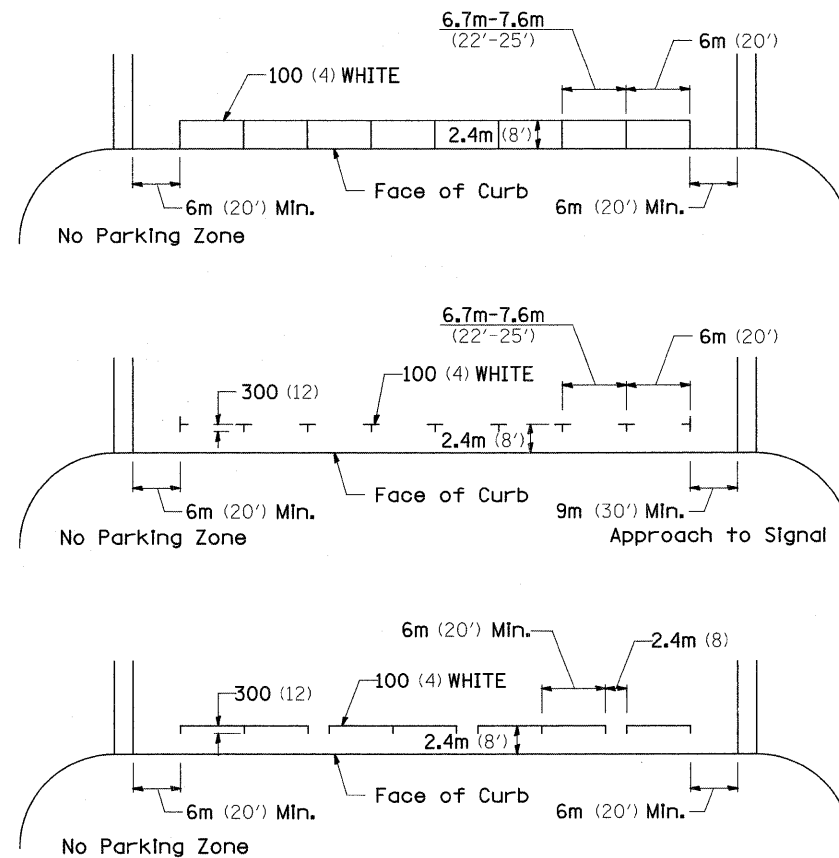 6.7m-7.6m
(22'-25')
6m (20')
100 (4) WHITE
2.4m (8')
Face of Curb
6m (20') Min.
6m (20') Min.
No Parking Zone
6.7m-7.6m
(22'-25')
6m (20')
300 (12)
100 (4) WHITE
2.4m (8')
Face of Curb
6m (20') Min.
9m (30') Min.
No Parking Zone
Approach to Signal
6m (20') Min.
2.4m (8)
300 (12)
100 (4) WHITE
2.4m (8')
Face of Curb
6m (20') Min.
6m (20') Min.
No Parking Zone